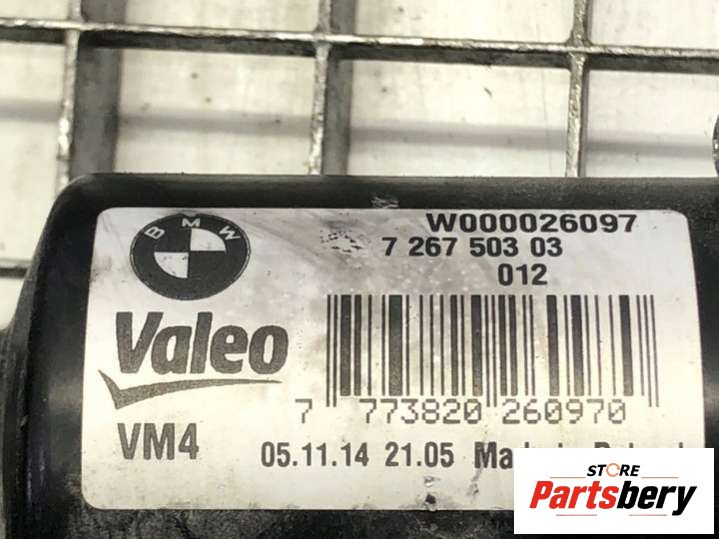 BMW
W000026097
7 267 503 03
012
Valeo
7 773820 260970
VM4
05.11.14 21.05
STORE
Partsbery